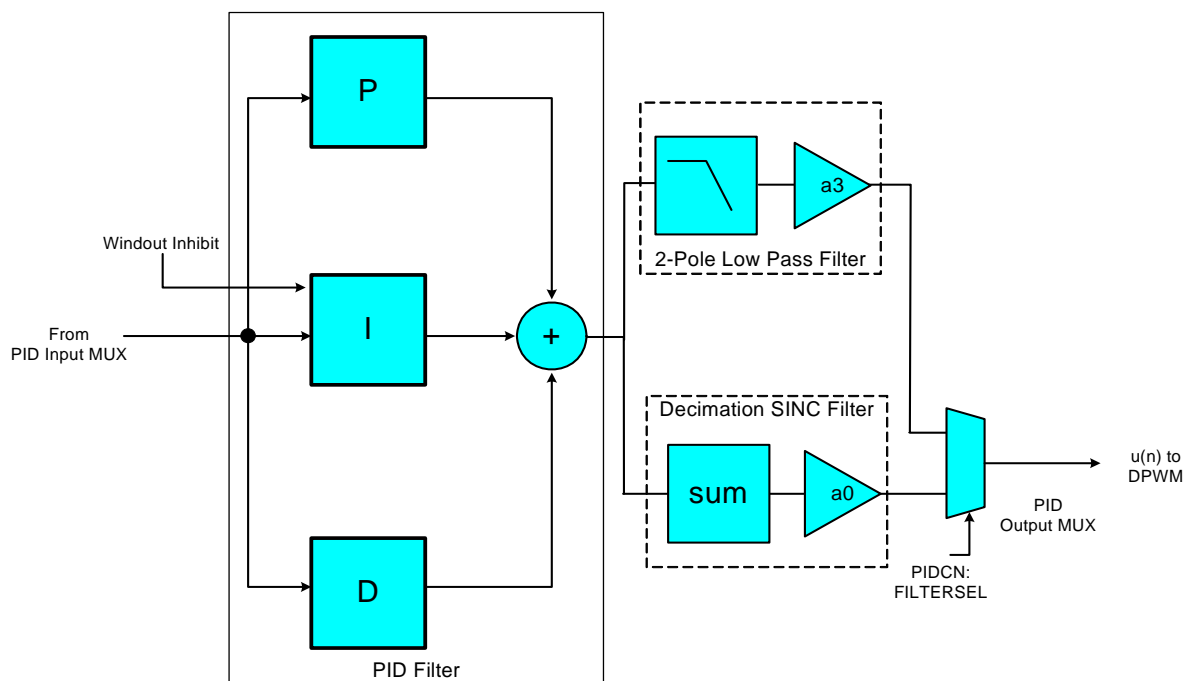 P
Windout Inhibit
I
From
PID Input MUX
+
D
PID Filter
a3
2-Pole Low Pass Filter
Decimation SINC Filter
sum
a0
u(n) to
DPWM
PID
Output MUX
PIDCN:
FILTERSEL